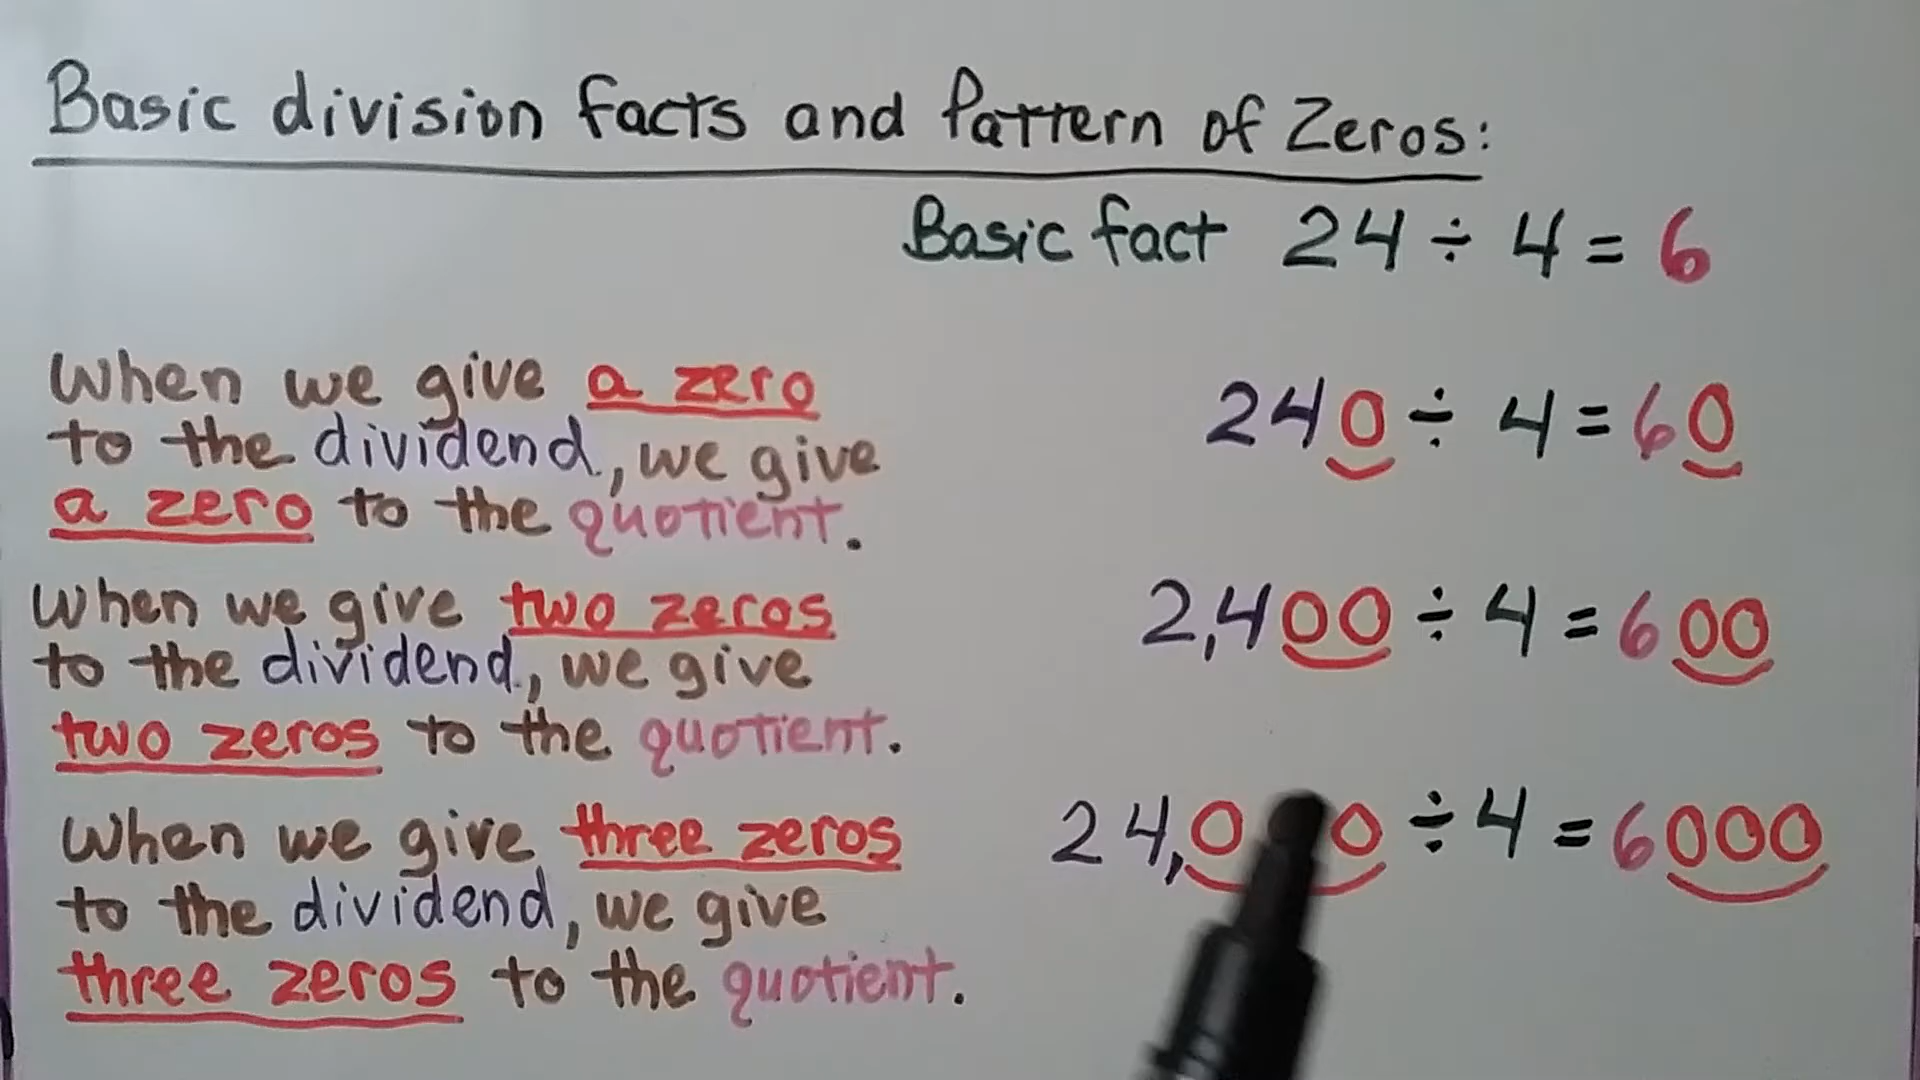 Basic division facts and Pattern of Zeros:
Basic fact 24 ÷ 4 = 6
When we give a zero
to the dividend, we give
a zero to the quotient.
240 ÷ 4 = 60
When we give two zeros
to the dividend, we give
two zeros to the quotient.
2,400 ÷ 4 = 600
When we give three zeros
to the dividend, we give
three zeros to the quotient.
÷ 4 = 6000